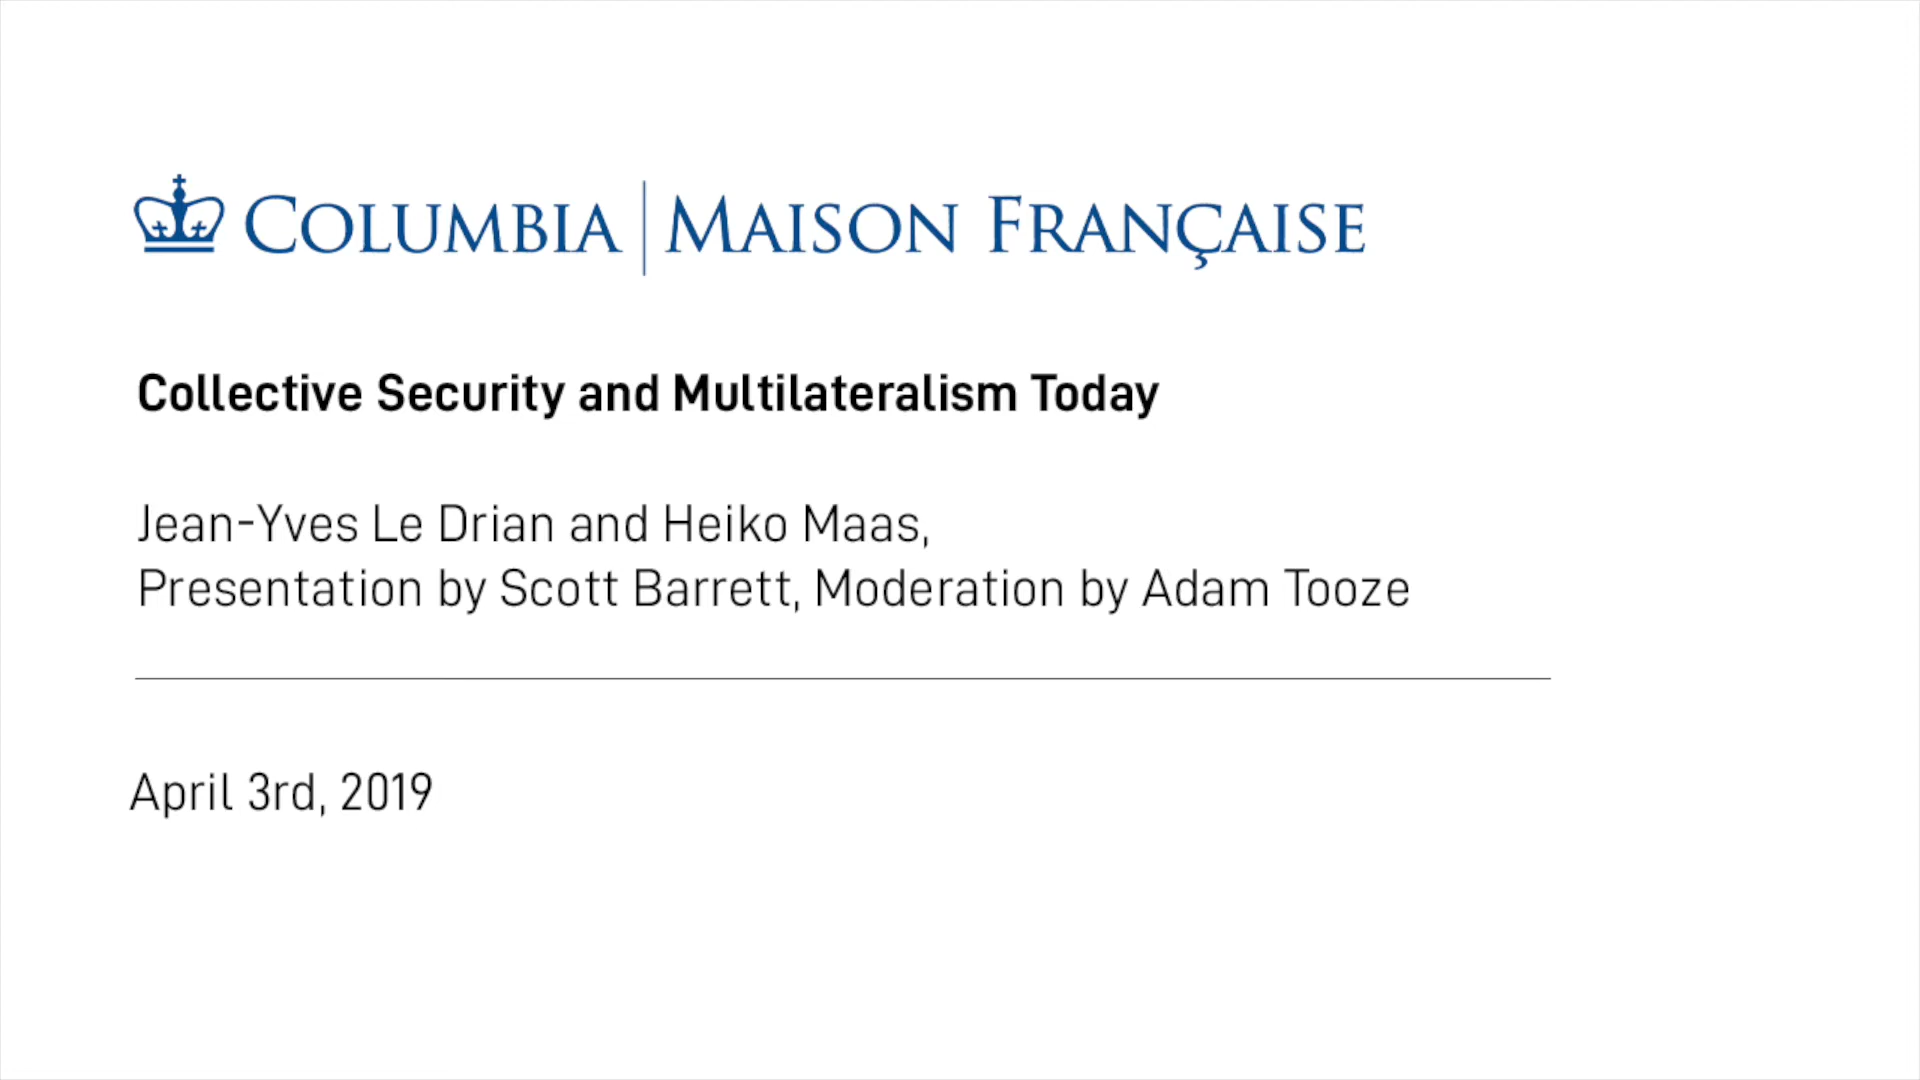 COLUMBIA | MAISON FRANÇAISE
Collective Security and Multilateralism Today
Jean-Yves Le Drian and Heiko Maas,
Presentation by Scott Barrett, Moderation by Adam Tooze
April 3rd, 2019